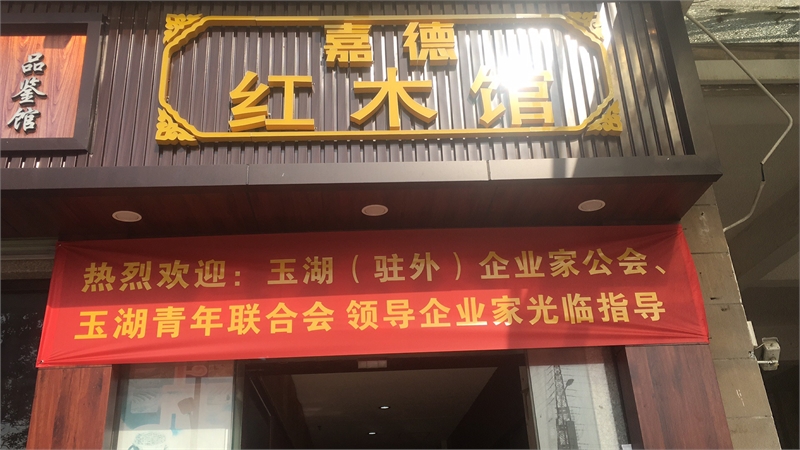 品鉴馆
嘉德
红木馆
热烈欢迎：玉湖（驻外）企业家公会、
玉湖青年联合会 领导企业家光临指导